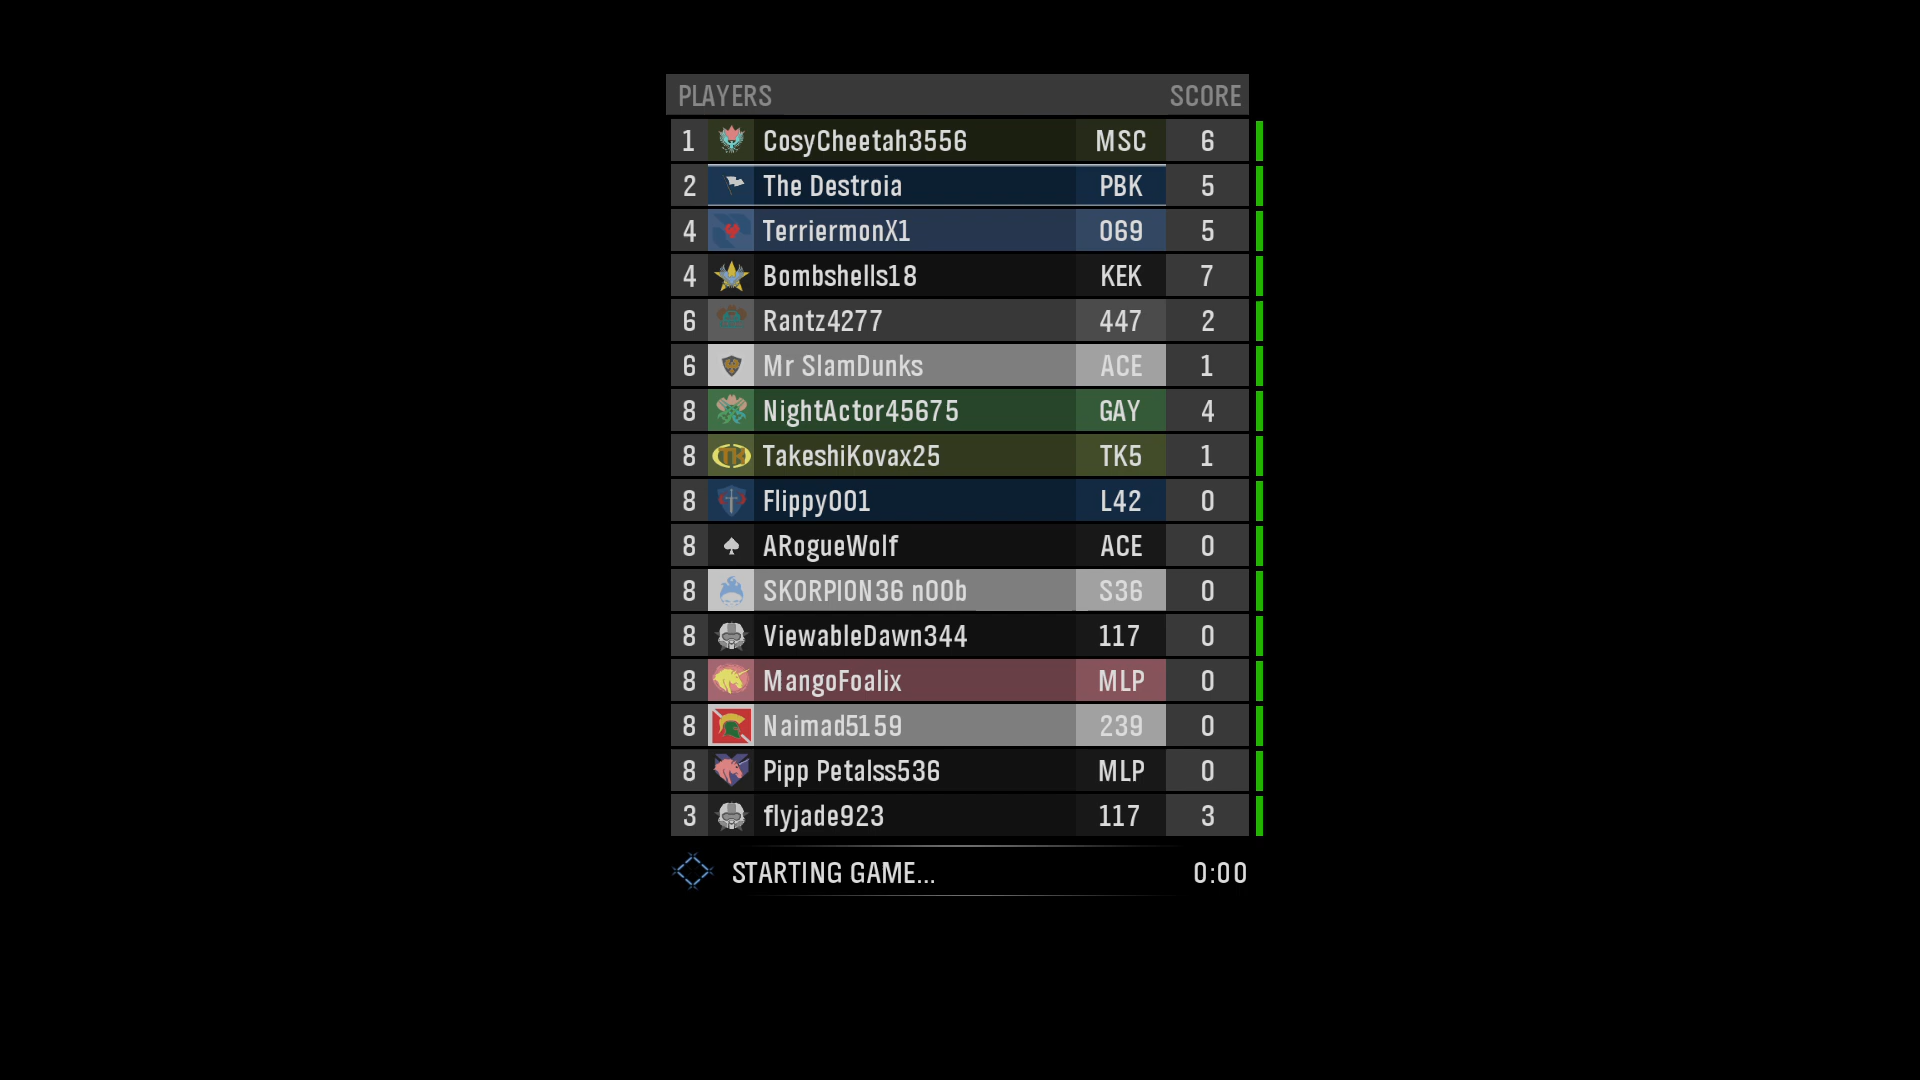 PLAYERS SCORE
1 CosyCheetah3556 MSC 6
2 The Destroia PBK 5
4 TerriermonX1 069 5
4 Bombshells18 KEK 7
6 Rantz4277 447 2
6 Mr SlamDunks ACE 1
8 NightActor45675 GAY 4
8 TK TakeshiKovax25 TK5 1
8 Flippy001 L42 0
8 ARogueWolf ACE 0
8 SKORPION36 n00b S36 0
8 ViewableDawn344 117 0
8 MangoFoalix MLP 0
8 Naimad5159 239 0
8 Pipp Petalss536 MLP 0
3 flyjade923 117 3
STARTING GAME... 0:00